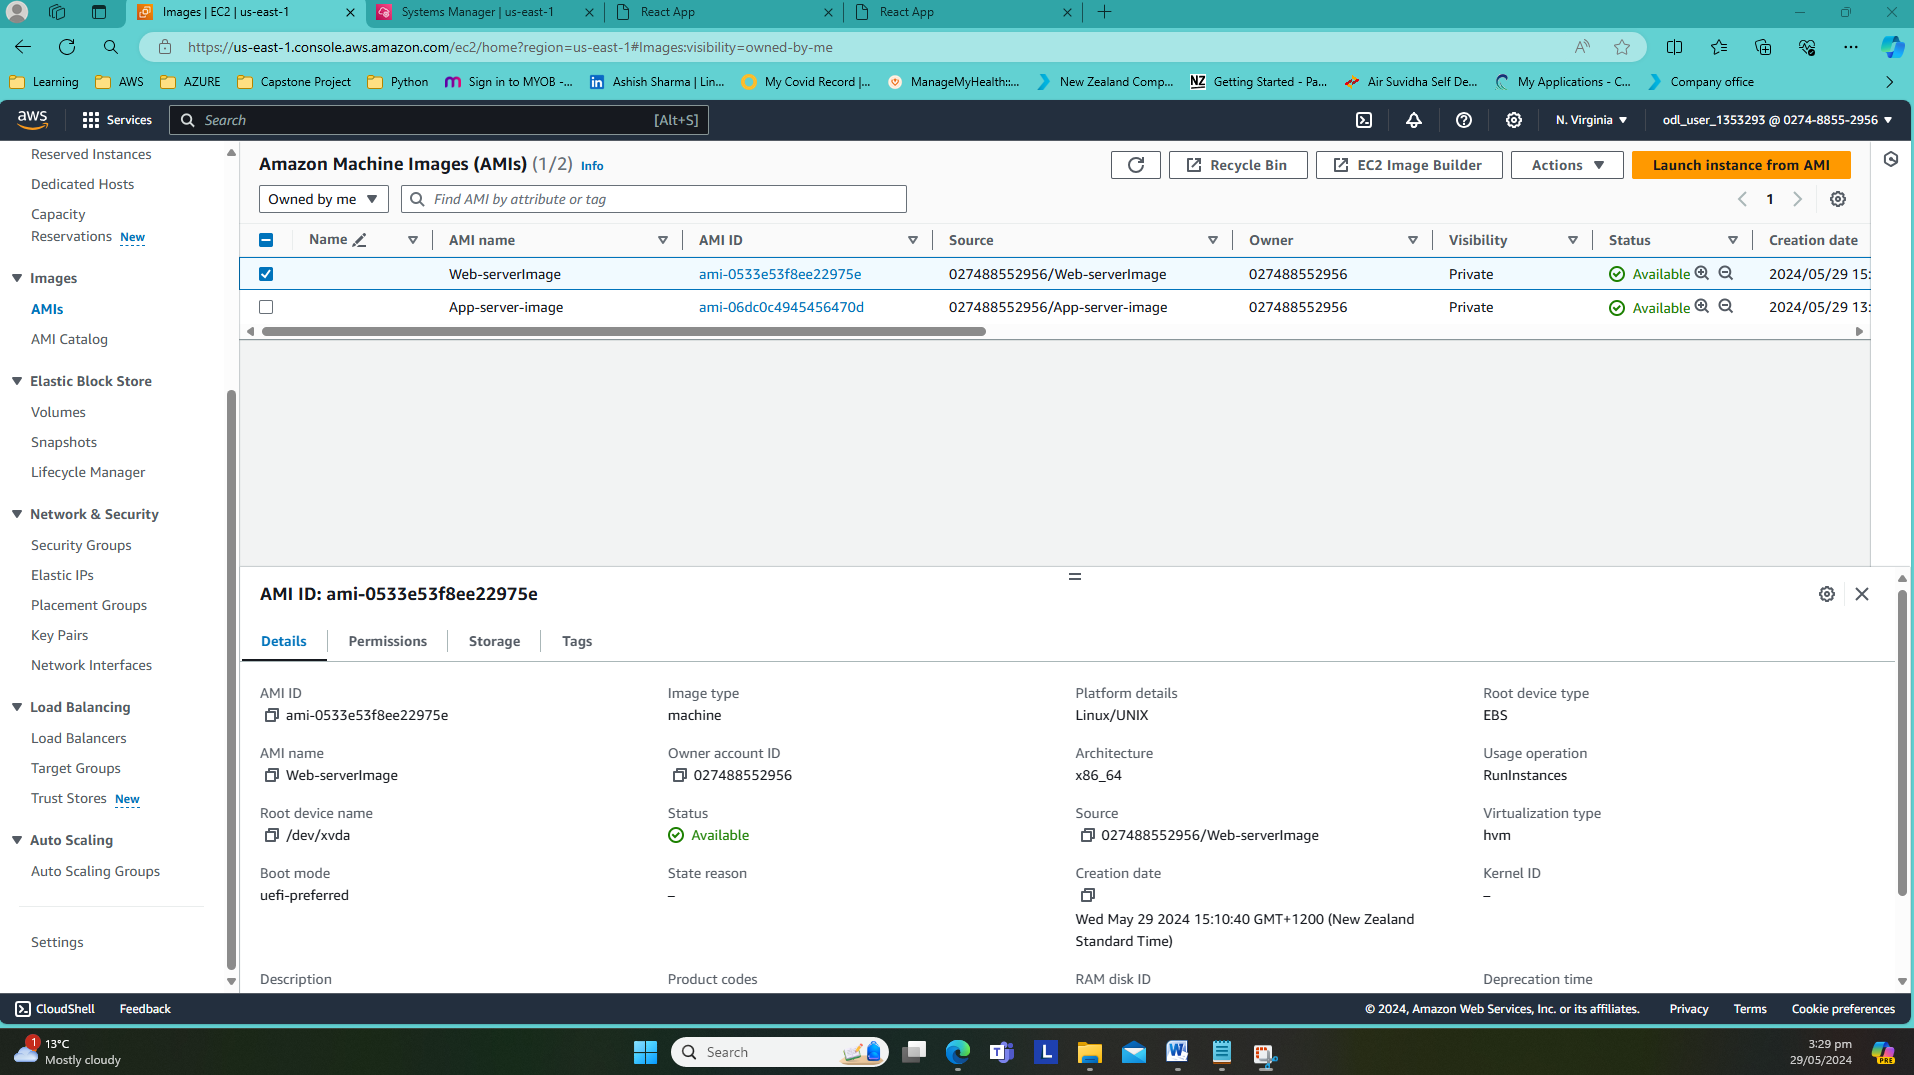 Images | EC2 | us-east-1
Systems Manager | us-east-1
React App
React App
https://us-east-1.console.aws.amazon.com/ec2/home?region=us-east-1#Images:visibility=owned-by-me
Learning
AWS
AZURE
Capstone Project
Python
Sign in to MYOB -...
Ashish Sharma | Lin...
My Covid Record |...
ManageMyHealth::...
New Zealand Comp...
NZ Getting Started - Pa...
Air Suvidha Self De...
My Applications - C...
Company office
aws
Services
Search [Alt+S]
N. Virginia
odl_user_1353293 @ 0274-8855-2956
Reserved Instances
Dedicated Hosts
Capacity
Reservations New
Images
AMIs
AMI Catalog
Elastic Block Store
Volumes
Snapshots
Lifecycle Manager
Network & Security
Security Groups
Elastic IPs
Placement Groups
Key Pairs
Network Interfaces
Load Balancing
Load Balancers
Target Groups
Trust Stores New
Auto Scaling
Auto Scaling Groups
Settings
Amazon Machine Images (AMIs) (1/2) Info
Recycle Bin
EC2 Image Builder
Actions
Launch instance from AMI
Owned by me
Find AMI by attribute or tag
1
Name AMI name AMI ID Source Owner Visibility Status Creation date
Web-serverImage ami-0533e53f8ee22975e 027488552956/Web-serverImage 027488552956 Private Available 2024/05/29 15:
App-server-image ami-06dc0c4945456470d 027488552956/App-server-image 027488552956 Private Available 2024/05/29 13:
AMI ID: ami-0533e53f8ee22975e
Details Permissions Storage Tags
AMI ID
ami-0533e53f8ee22975e
Image type
machine
Platform details
Linux/UNIX
Root device type
EBS
AMI name
Web-serverImage
Owner account ID
027488552956
Architecture
x86_64
Usage operation
RunInstances
Root device name
/dev/xvda
Status
Available
Source
027488552956/Web-serverImage
Virtualization type
hvm
Boot mode
uefi-preferred
State reason
–
Creation date
Wed May 29 2024 15:10:40 GMT+1200 (New Zealand
Standard Time)
Kernel ID
–
Description
Product codes
RAM disk ID
Deprecation time
CloudShell
Feedback
© 2024, Amazon Web Services, Inc. or its affiliates.
Privacy
Terms
Cookie preferences
1
13°C
Mostly cloudy
Search
L
W
PRE
3:29 pm
29/05/2024